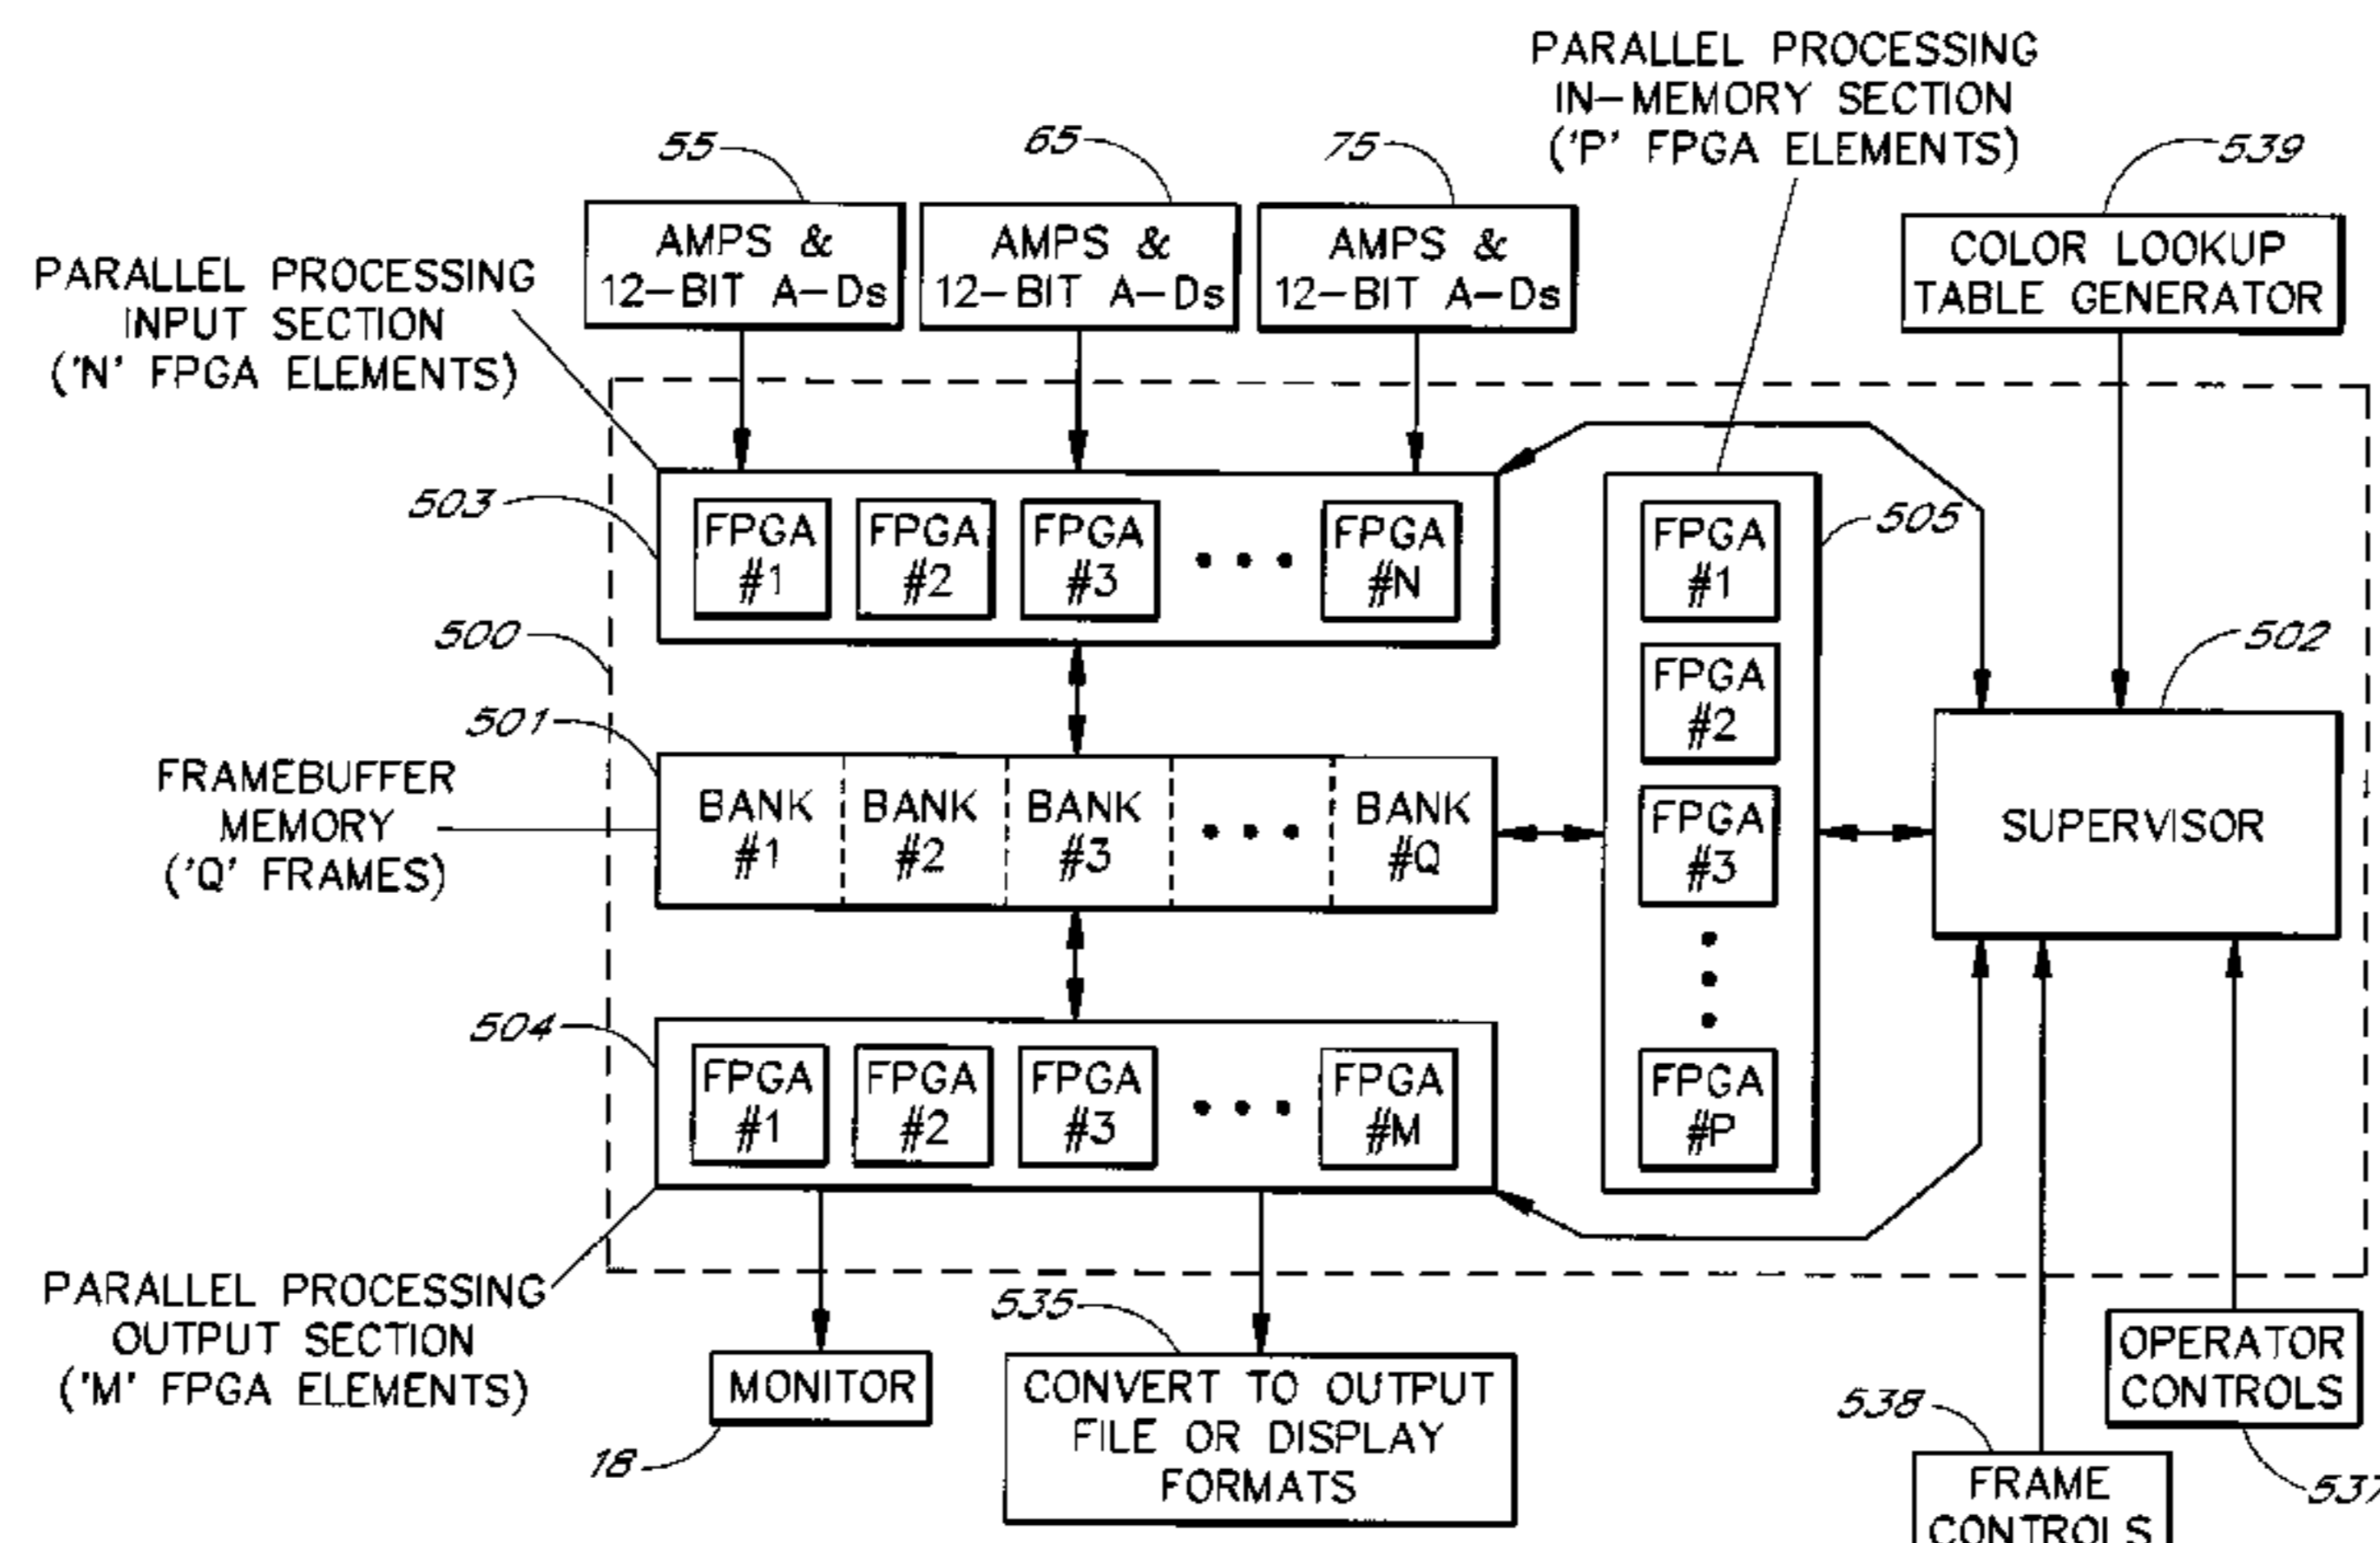 PARALLEL PROCESSING
IN-MEMORY SECTION
('P' FPGA ELEMENTS)
55
65
75
539
AMPS &
12-BIT A-Ds
AMPS &
12-BIT A-Ds
AMPS &
12-BIT A-Ds
COLOR LOOKUP
TABLE GENERATOR
PARALLEL PROCESSING
INPUT SECTION
('N' FPGA ELEMENTS)
503
FPGA
#1
FPGA
#2
FPGA
#3
• • •
FPGA
#N
FPGA
#1
505
500
FPGA
#2
502
501
FRAMEBUFFER
MEMORY
('Q' FRAMES)
BANK
#1
BANK
#2
BANK
#3
• • •
BANK
#Q
FPGA
#3
SUPERVISOR
504
FPGA
#1
FPGA
#2
FPGA
#3
• • •
FPGA
#M
FPGA
#P
PARALLEL PROCESSING
OUTPUT SECTION
('M' FPGA ELEMENTS)
535
MONITOR
18
CONVERT TO OUTPUT
FILE OR DISPLAY
FORMATS
OPERATOR
CONTROLS
537
538
FRAME
CONTROLS